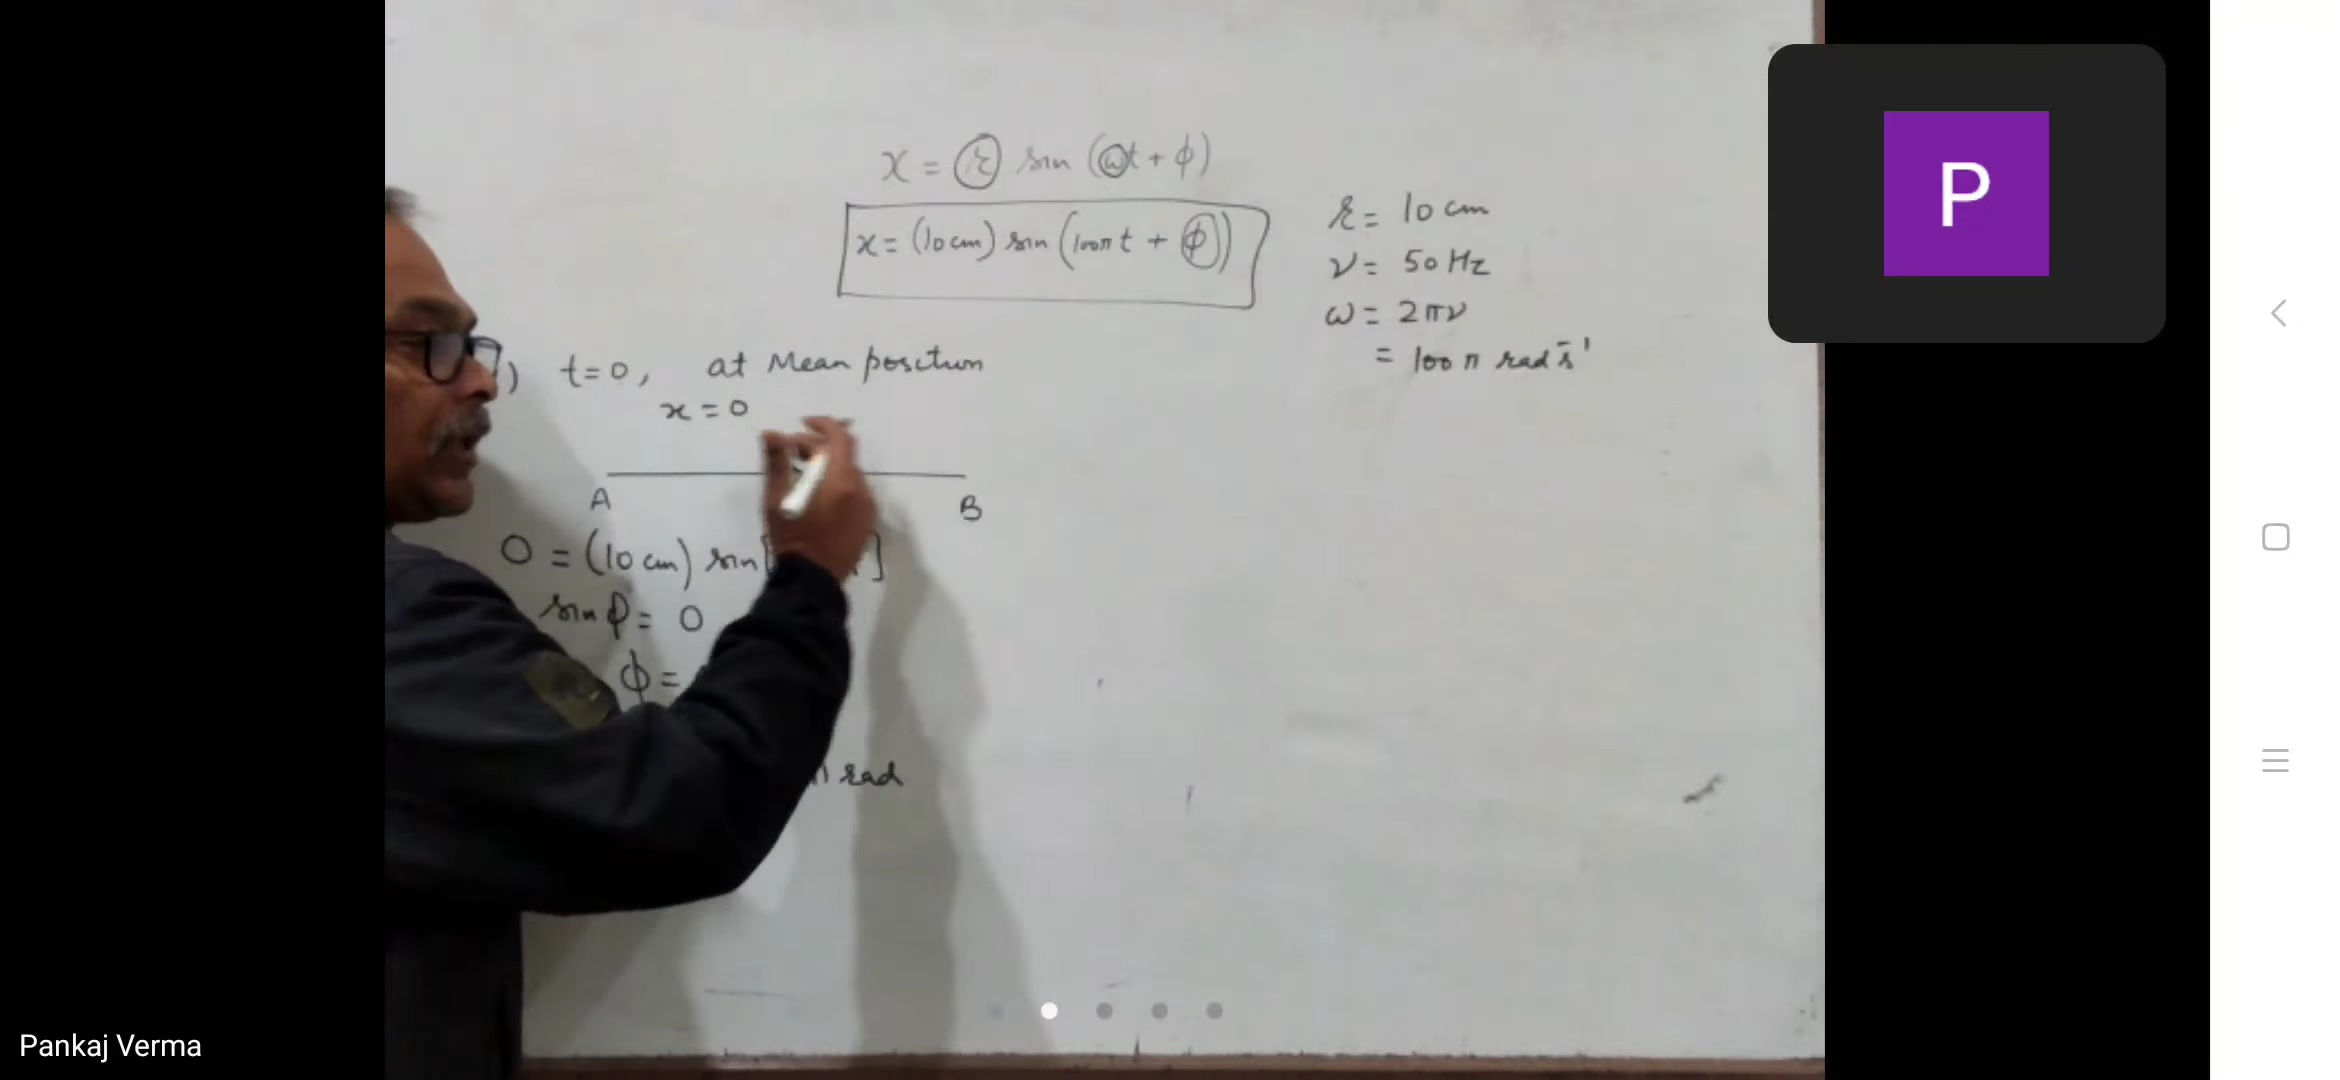 x = r sin (ωt + φ)
x = (10 cm) sin (100π t + φ)
r = 10 cm
ν = 50 Hz
ω = 2πν
= 100 π rad s⁻¹
) t=0, at Mean position
x = 0
A B
0 = (10 cm) sin [ ]
sin φ = 0
φ =
π rad
P
Pankaj Verma